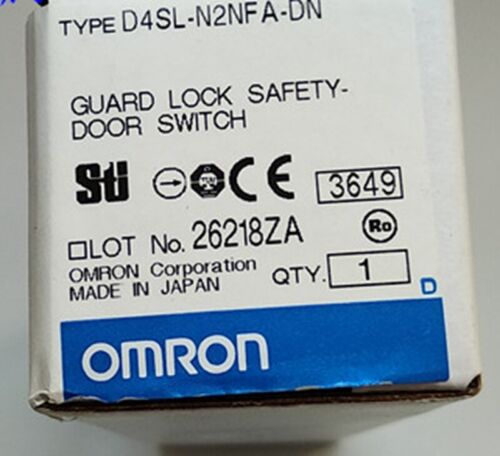 TYPE D4SL-N2NFA-DN
GUARD LOCK SAFETY-
DOOR SWITCH
Sti CE 3649
LOT No. 26218ZA Ro
OMRON Corporation
MADE IN JAPAN QTY. 1
D
OMRON